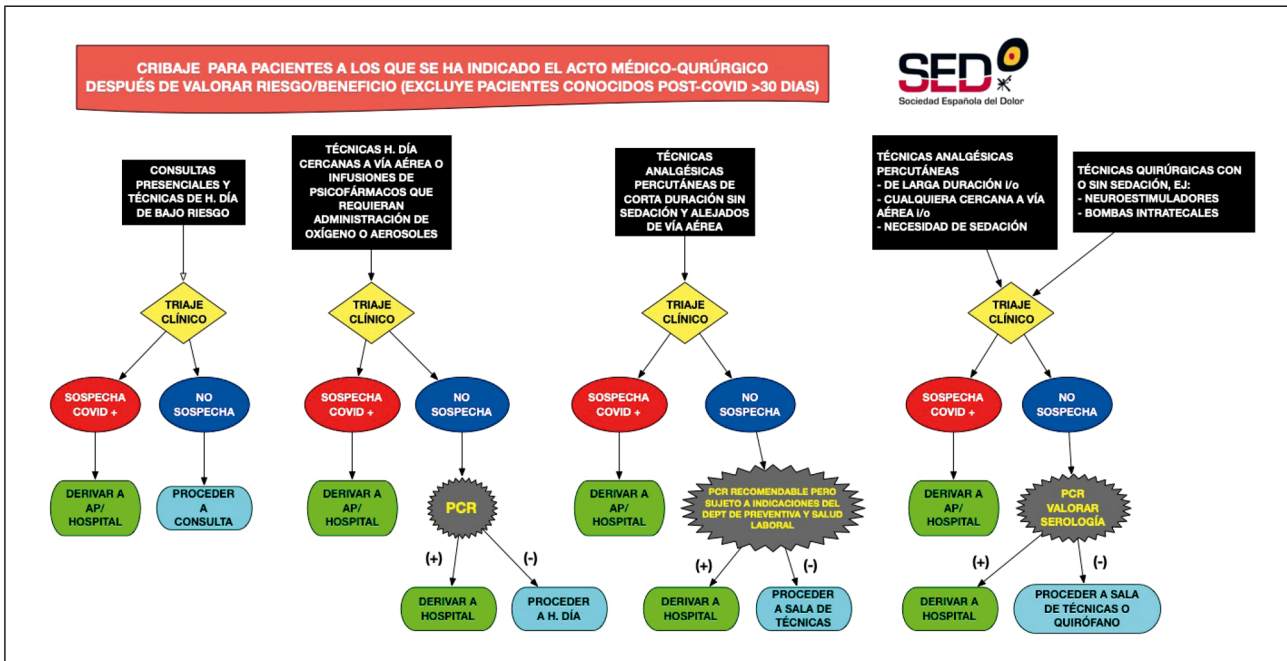 CRIBAJE PARA PACIENTES A LOS QUE SE HA INDICADO EL ACTO MÉDICO-QURÚRGICO
DESPUÉS DE VALORAR RIESGO/BENEFICIO (EXCLUYE PACIENTES CONOCIDOS POST-COVID >30 DIAS)
SED
Sociedad Española del Dolor
CONSULTAS
PRESENCIALES Y
TÉCNICAS DE H. DÍA
DE BAJO RIESGO
TÉCNICAS H. DÍA
CERCANAS A VÍA AÉREA O
INFUSIONES DE
PSICOFÁRMACOS QUE
REQUIERAN
ADMINISTRACIÓN DE
OXÍGENO O AEROSOLES
TÉCNICAS
ANALGÉSICAS
PERCUTÁNEAS DE
CORTA DURACIÓN SIN
SEDACIÓN Y ALEJADOS
DE VÍA AÉREA
TÉCNICAS ANALGÉSICAS
PERCUTÁNEAS
- DE LARGA DURACIÓN i/o
- CUALQUIERA CERCANA A VÍA
AÉREA i/o
- NECESIDAD DE SEDACIÓN
TÉCNICAS QUIRÚRGICAS CON
O SIN SEDACIÓN, EJ:
- NEUROESTIMULADORES
- BOMBAS INTRATECALES
TRIAJE
CLÍNICO
TRIAJE
CLÍNICO
TRIAJE
CLÍNICO
TRIAJE
CLÍNICO
SOSPECHA
COVID +
NO
SOSPECHA
SOSPECHA
COVID +
NO
SOSPECHA
SOSPECHA
COVID +
NO
SOSPECHA
SOSPECHA
COVID +
NO
SOSPECHA
DERIVAR A
AP/
HOSPITAL
PROCEDER
A
CONSULTA
DERIVAR A
AP/
HOSPITAL
PCR
DERIVAR A
AP/
HOSPITAL
PCR RECOMENDABLE PERO
SUJETO A INDICACIONES DEL
DEPT DE PREVENTIVA Y SALUD
LABORAL
DERIVAR A
AP/
HOSPITAL
PCR
VALORAR
SEROLOGÍA
(+)
(-)
(+)
(-)
(+)
(-)
DERIVAR A
HOSPITAL
PROCEDER
A H. DÍA
DERIVAR A
HOSPITAL
PROCEDER
A SALA DE
TÉCNICAS
DERIVAR A
HOSPITAL
PROCEDER A SALA
DE TÉCNICAS O
QUIRÓFANO